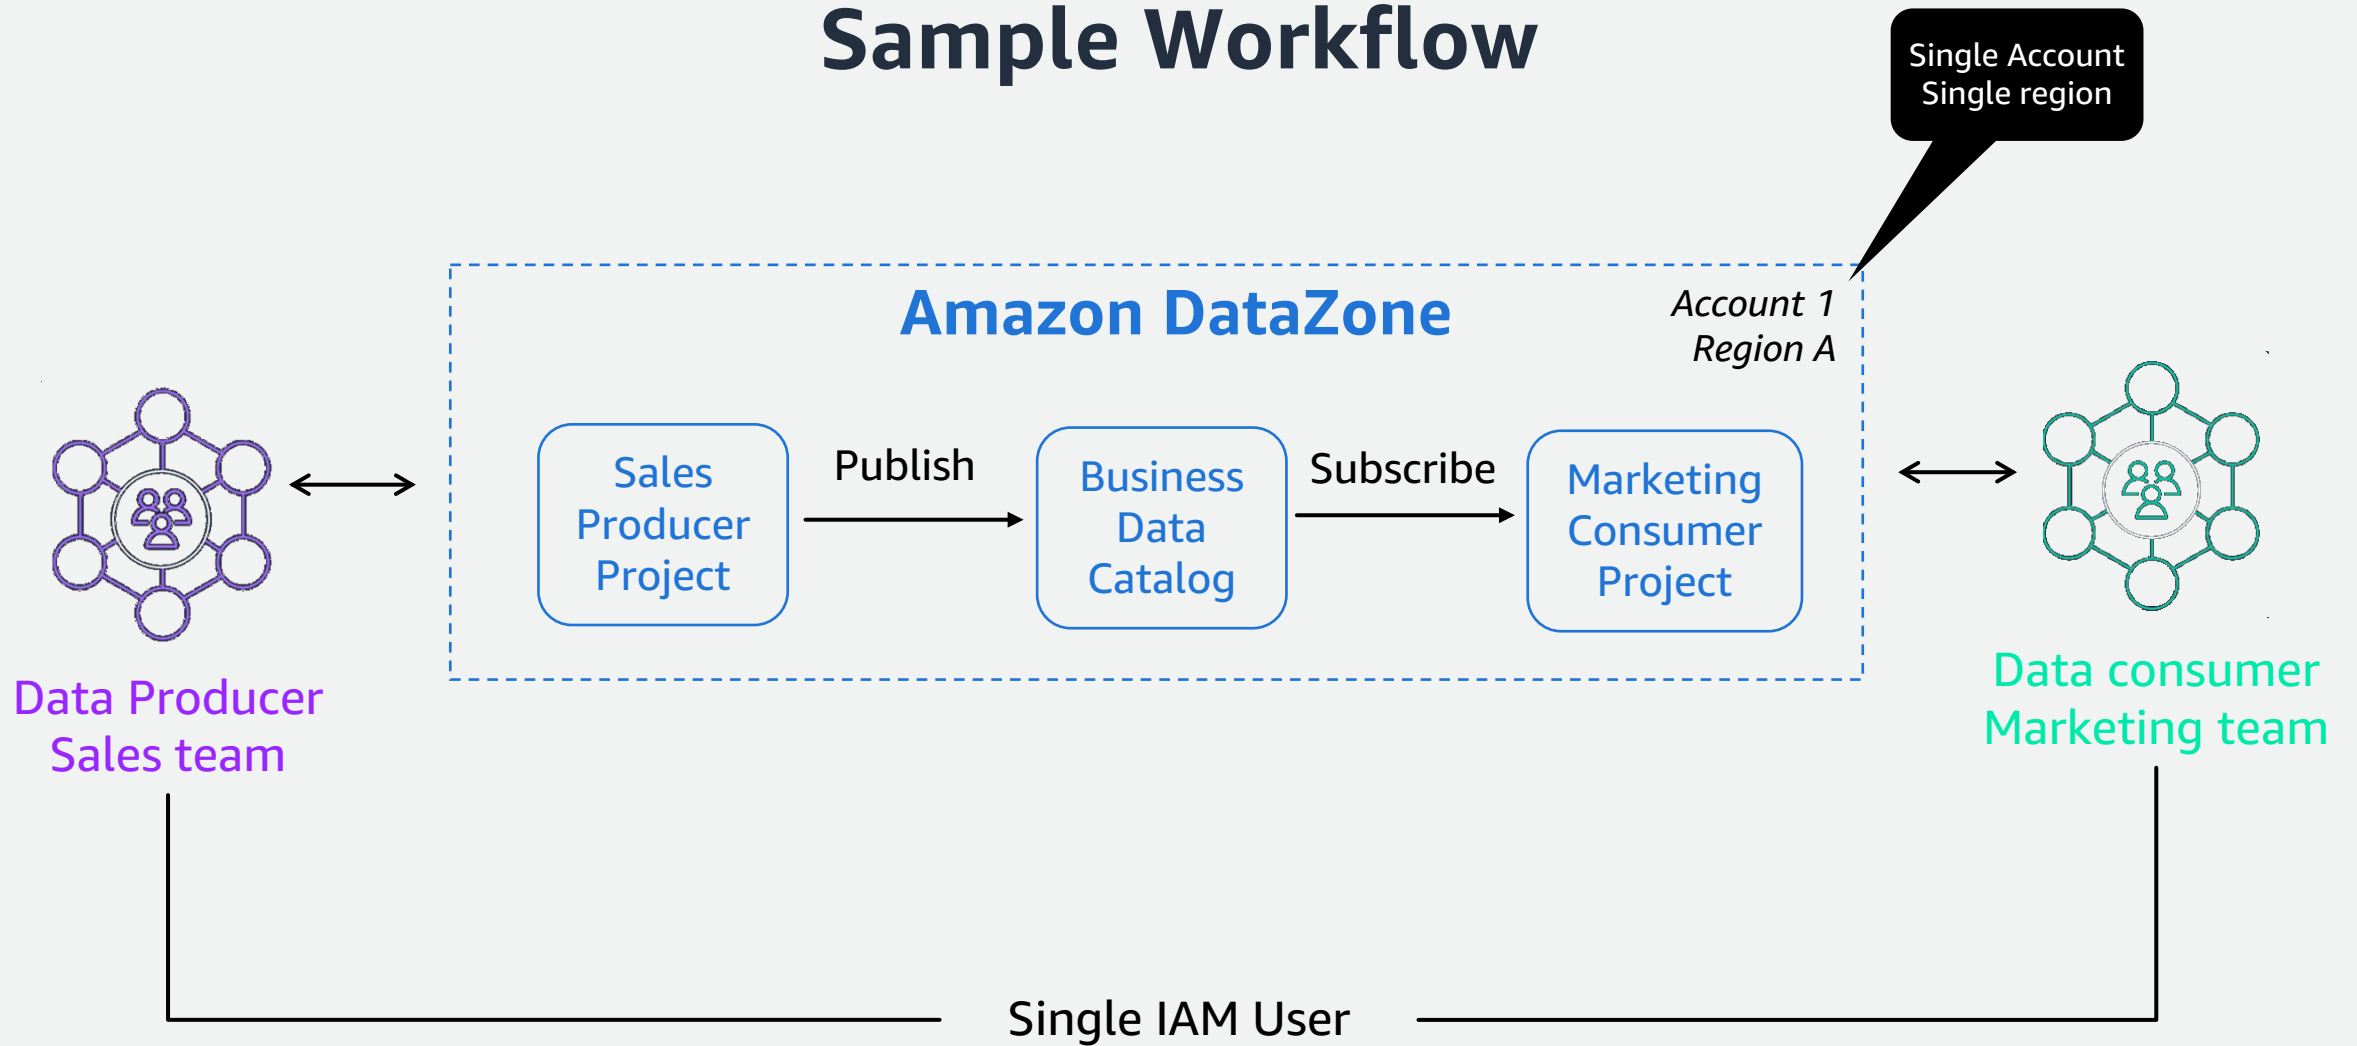 Sample Workflow
Single Account
Single region
Amazon DataZone
Account 1
Region A
Sales
Producer
Project
Publish
Business
Data
Catalog
Subscribe
Marketing
Consumer
Project
Data Producer
Sales team
Data consumer
Marketing team
Single IAM User